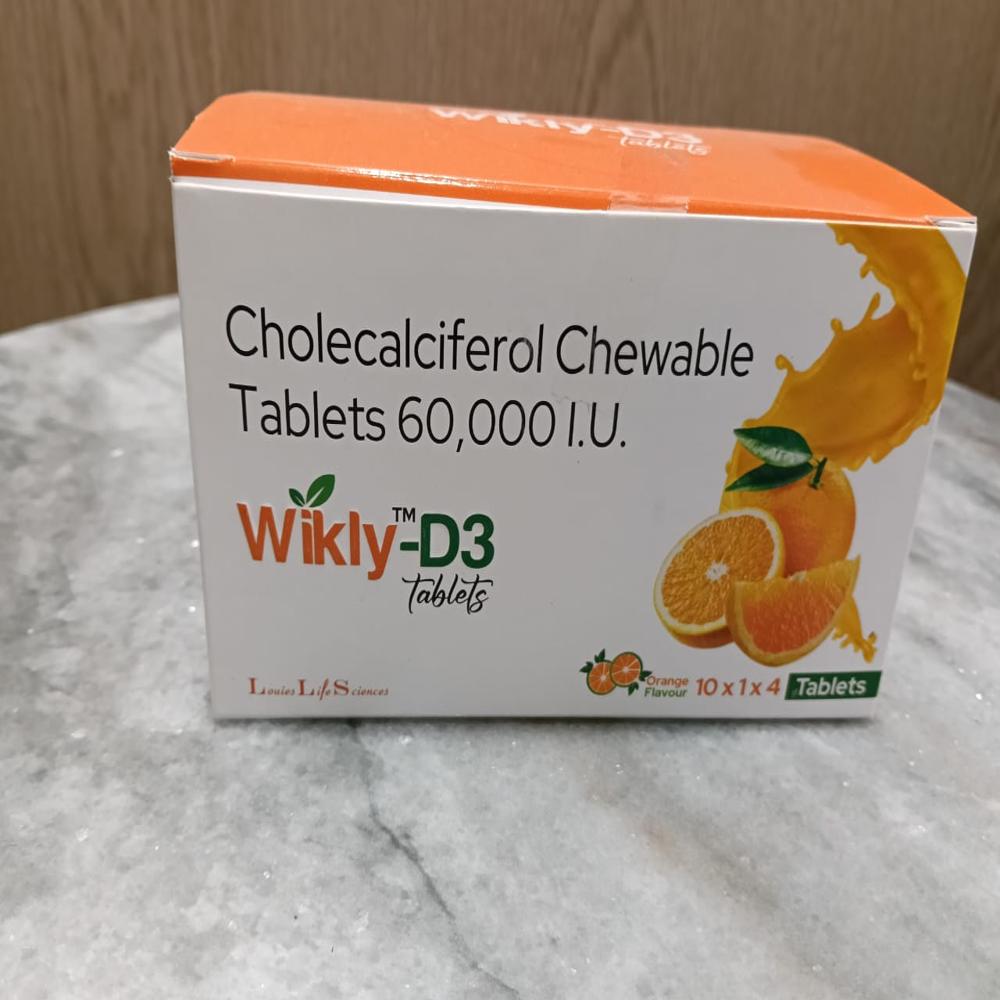 Wikly-D3
Tablets
Cholecalciferol Chewable
Tablets 60,000 I.U.
Wikly™-D3
Tablets
Louies Life Sciences
Orange
Flavour
10 x 1 x 4 Tablets